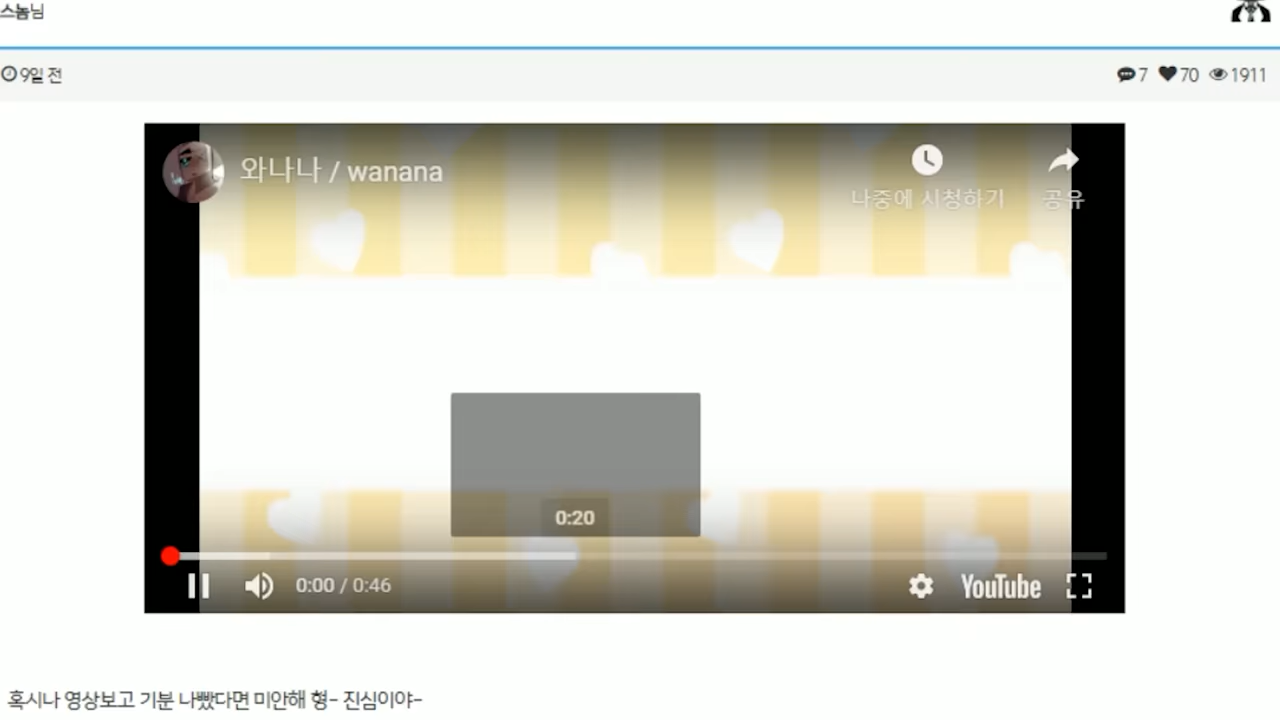 스놈님
9일 전
7 70 1911
와나나 / wanana
나중에 시청하기 공유
0:20
0:00 / 0:46
YouTube
혹시나 영상보고 기분 나빴다면 미안해 형- 진심이야-